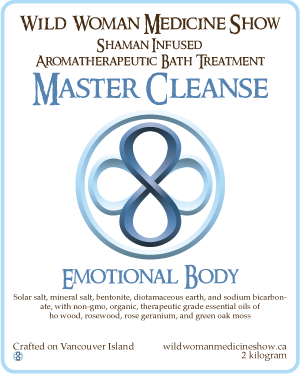 Wild Woman Medicine Show
Shaman Infused
Aromatherapeutic Bath Treatment
Master Cleanse
Emotional Body
Solar salt, mineral salt, bentonite, diotamaceous earth, and sodium bicarbon-
ate, with non-gmo, organic, therapeutic grade essential oils of
ho wood, rosewood, rose geranium, and green oak moss
Crafted on Vancouver Island
wildwomanmedicineshow.ca
2 kilogram